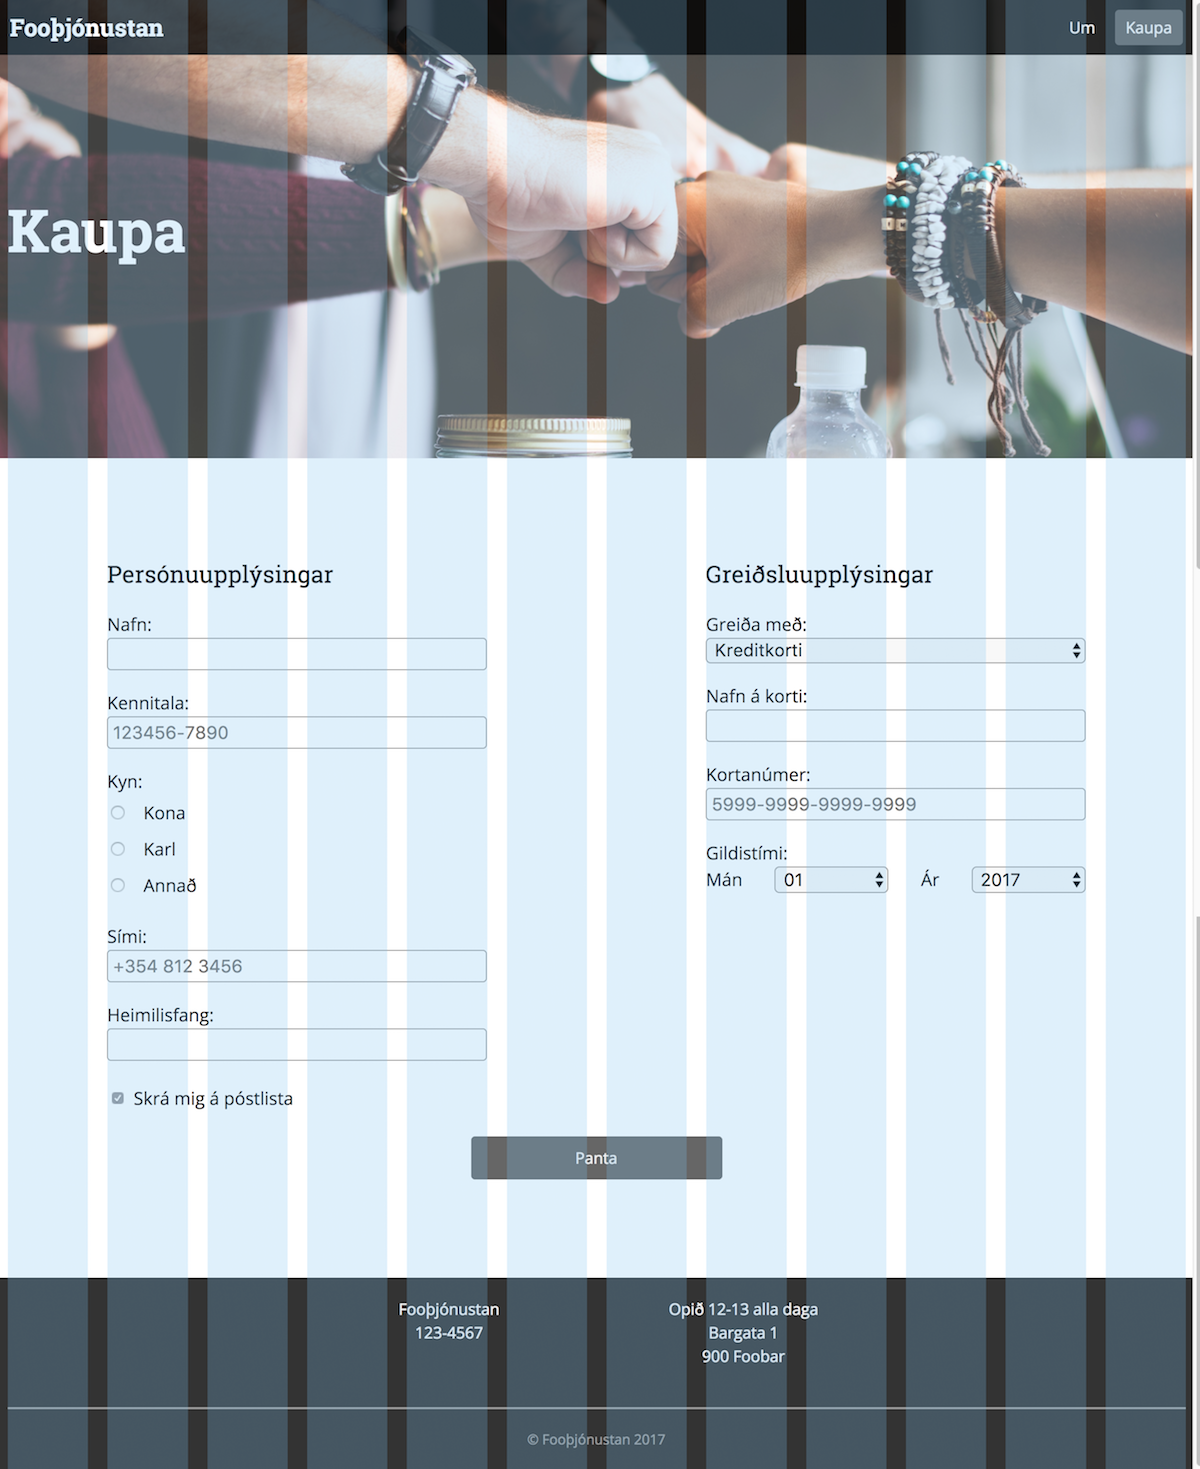 Fooþjónustan
Um
Kaupa
Kaupa
Persónuupplýsingar
Nafn:
Kennitala:
123456-7890
Kyn:
Kona
Karl
Annað
Sími:
+354 812 3456
Heimilisfang:
Skrá mig á póstlista
Greiðsluupplýsingar
Greiða með:
Kreditkorti
Nafn á korti:
Kortanúmer:
5999-9999-9999-9999
Gildistími:
Mán 01 Ár 2017
Panta
Fooþjónustan
123-4567
Opið 12-13 alla daga
Bargata 1
900 Foobar
© Fooþjónustan 2017